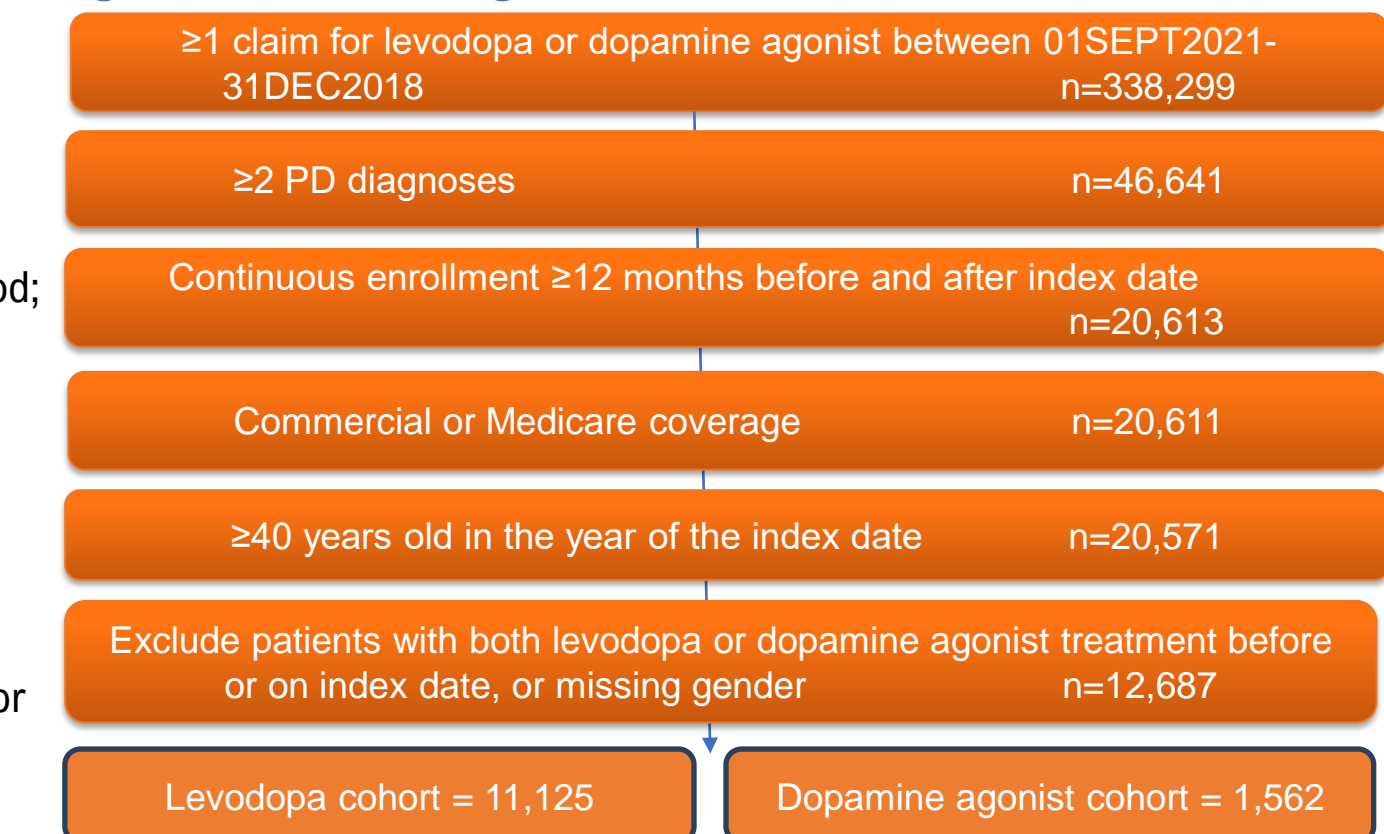 ≥1 claim for levodopa or dopamine agonist between 01SEPT2021-
31DEC2018 n=338,299
≥2 PD diagnoses n=46,641
Continuous enrollment ≥12 months before and after index date
n=20,613
Commercial or Medicare coverage n=20,611
≥40 years old in the year of the index date n=20,571
Exclude patients with both levodopa or dopamine agonist treatment before
or on index date, or missing gender n=12,687
or
Levodopa cohort = 11,125
Dopamine agonist cohort = 1,562